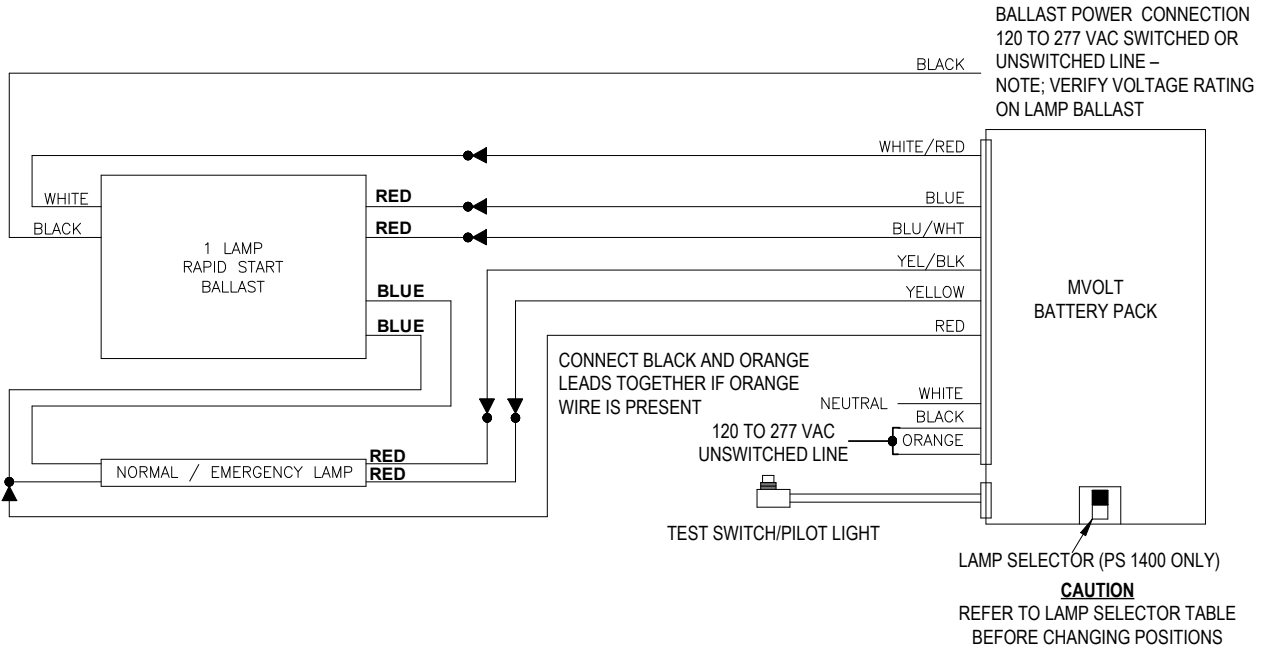 BALLAST POWER CONNECTION
120 TO 277 VAC SWITCHED OR
UNSWITCHED LINE –
NOTE; VERIFY VOLTAGE RATING
ON LAMP BALLAST
BLACK
WHITE/RED
WHITE
RED
BLUE
BLACK
RED
BLU/WHT
1 LAMP
RAPID START
BALLAST
YEL/BLK
BLUE
YELLOW
MVOLT
BATTERY PACK
BLUE
RED
CONNECT BLACK AND ORANGE
LEADS TOGETHER IF ORANGE
WIRE IS PRESENT
NEUTRAL
WHITE
BLACK
120 TO 277 VAC
UNSWITCHED LINE
ORANGE
NORMAL / EMERGENCY LAMP
RED
RED
TEST SWITCH/PILOT LIGHT
LAMP SELECTOR (PS 1400 ONLY)
CAUTION
REFER TO LAMP SELECTOR TABLE
BEFORE CHANGING POSITIONS